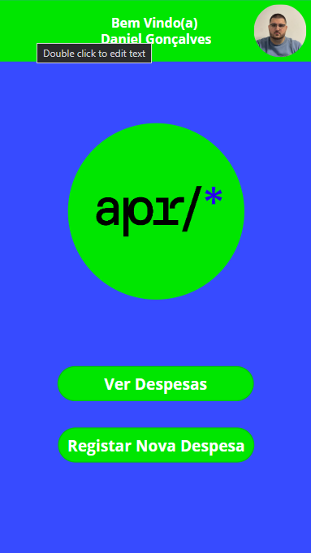 Bem Vindo(a)
Daniel Gonçalves
Double click to edit text
apr/*
Ver Despesas
Registar Nova Despesa